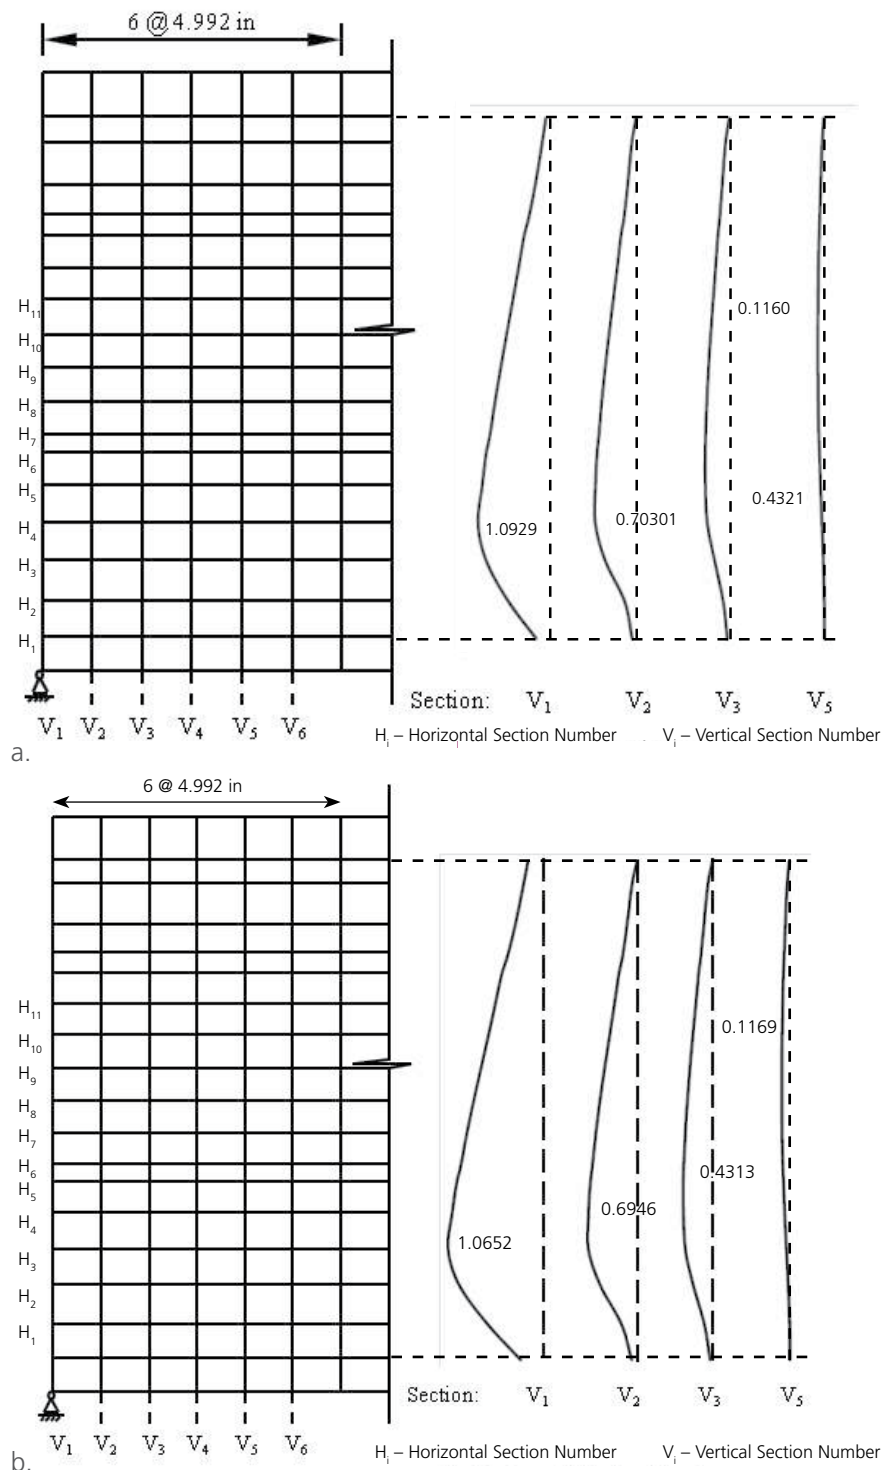 6 @ 4.992 in
H11
H10
H9
H8
H7
H6
H5
H4
H3
H2
H1
0.1160
0.4321
1.0929
0.70301
V1 V2 V3 V4 V5 V6
Section: V1 V2 V3 V5
Hi – Horizontal Section Number Vi – Vertical Section Number
a.
6 @ 4.992 in
H11
H10
H9
H8
H7
H6
H5
H4
H3
H2
H1
0.1169
0.4313
0.6946
1.0652
Section: V1 V2 V3 V5
V1 V2 V3 V4 V5 V6
Hi – Horizontal Section Number Vi – Vertical Section Number
b.